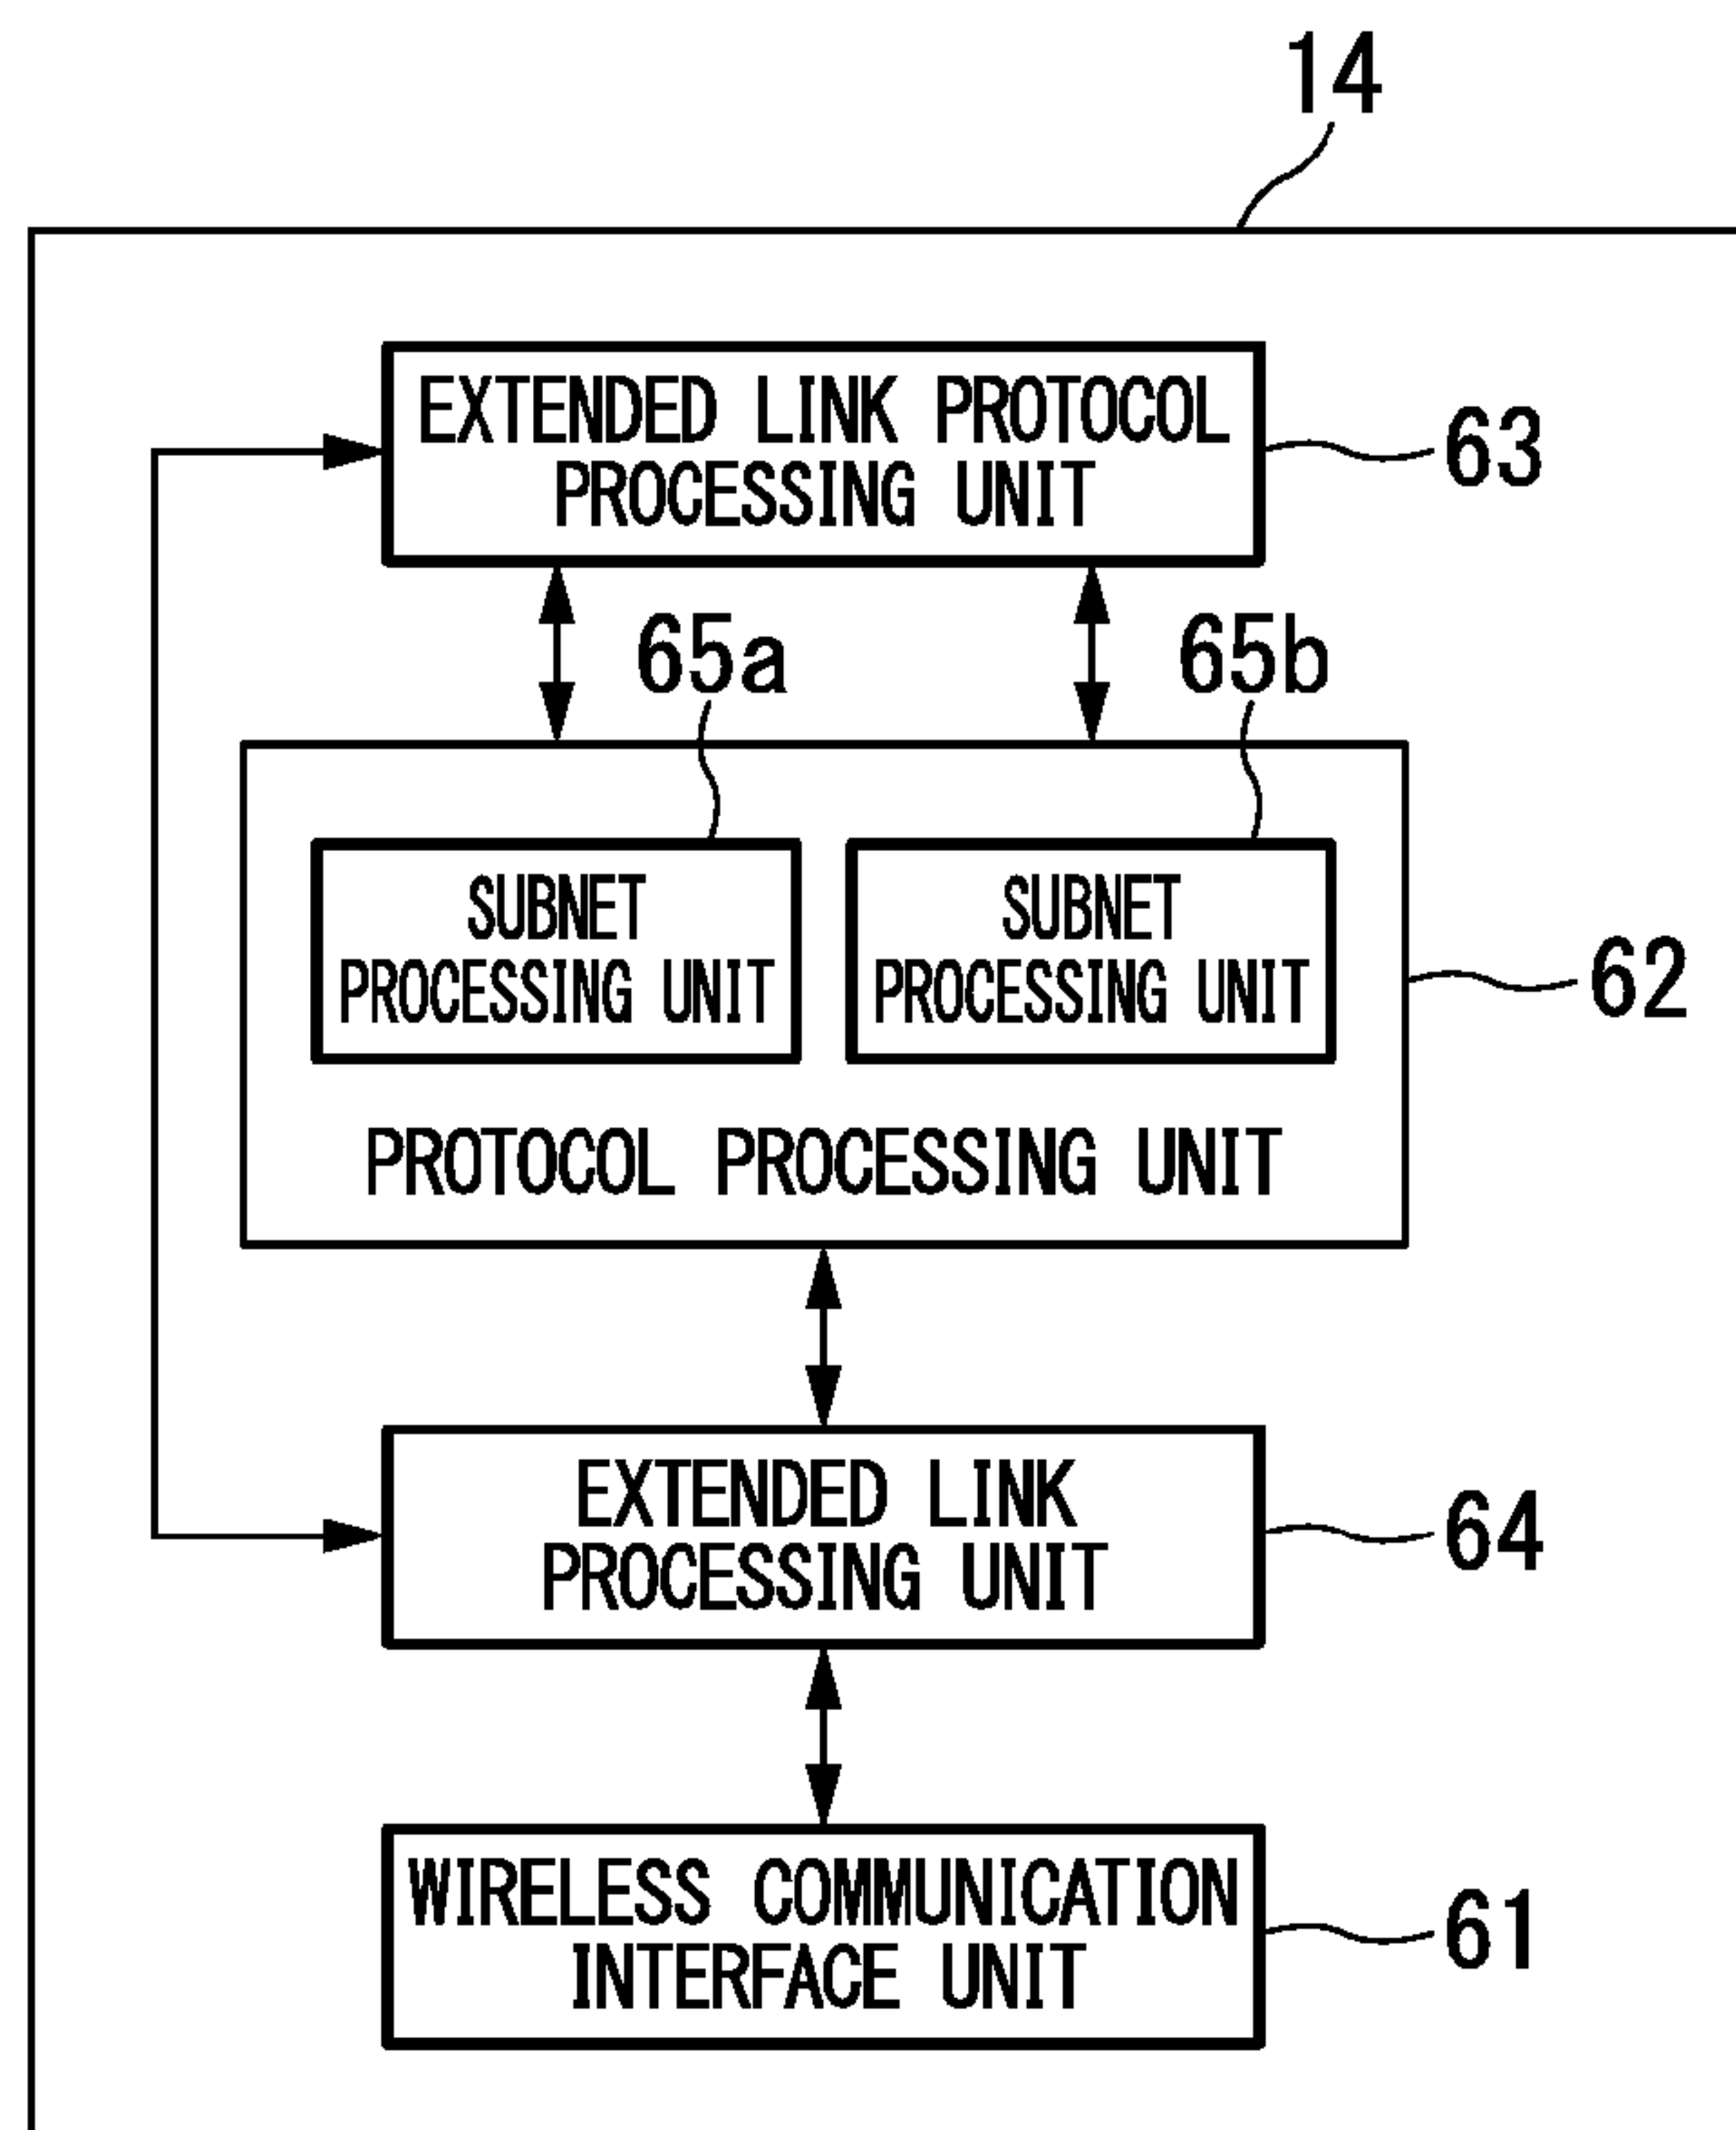 14
EXTENDED LINK PROTOCOL
PROCESSING UNIT
63
65a
65b
SUBNET
PROCESSING UNIT
SUBNET
PROCESSING UNIT
62
PROTOCOL PROCESSING UNIT
EXTENDED LINK
PROCESSING UNIT
64
WIRELESS COMMUNICATION
INTERFACE UNIT
61